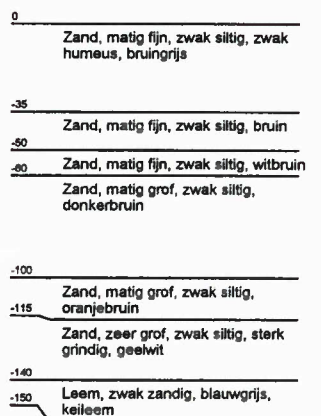 0
Zand, matig fijn, zwak siltig, zwak
humeus, bruingrijs
-35
Zand, matig fijn, zwak siltig, bruin
-50
Zand, matig fijn, zwak siltig, witbruin
-60
Zand, matig grof, zwak siltig,
donkerbruin
-100
Zand, matig grof, zwak siltig,
oranjebruin
-115
Zand, zeer grof, zwak siltig, sterk
grindig, geelwit
-140
Leem, zwak zandig, blauwgrijs,
keileem
-150